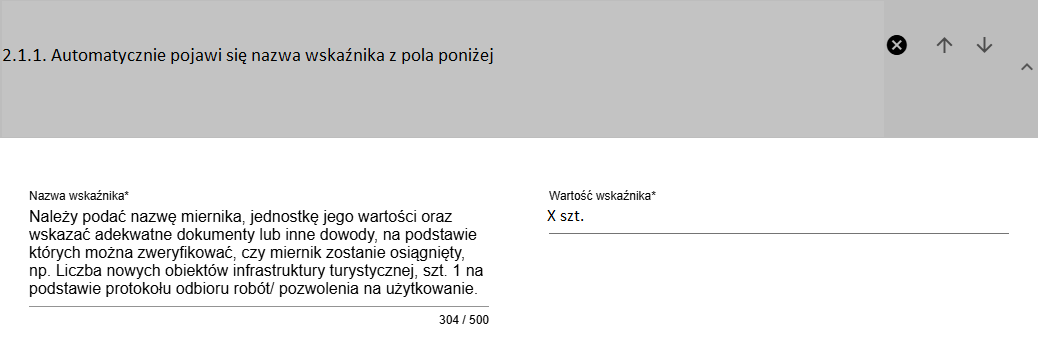 2.1.1. Automatycznie pojawi się nazwa wskaźnika z pola poniżej
Nazwa wskaźnika*
Należy podać nazwę miernika, jednostkę jego wartości oraz
wskazać adekwatne dokumenty lub inne dowody, na podstawie
których można zweryfikować, czy miernik zostanie osiągnięty,
np. Liczba nowych obiektów infrastruktury turystycznej, szt. 1 na
podstawie protokołu odbioru robót/ pozwolenia na użytkowanie.
304 / 500
Wartość wskaźnika*
X szt.